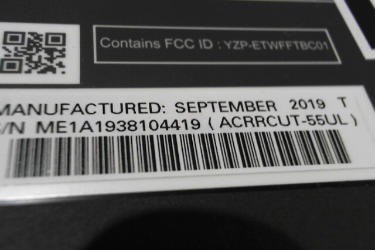 Contains FCC ID : YZP-ETWFFTBC01
MANUFACTURED: SEPTEMBER 2019 T
S/N ME1A1938104419 ( ACRRCUT-55UL )